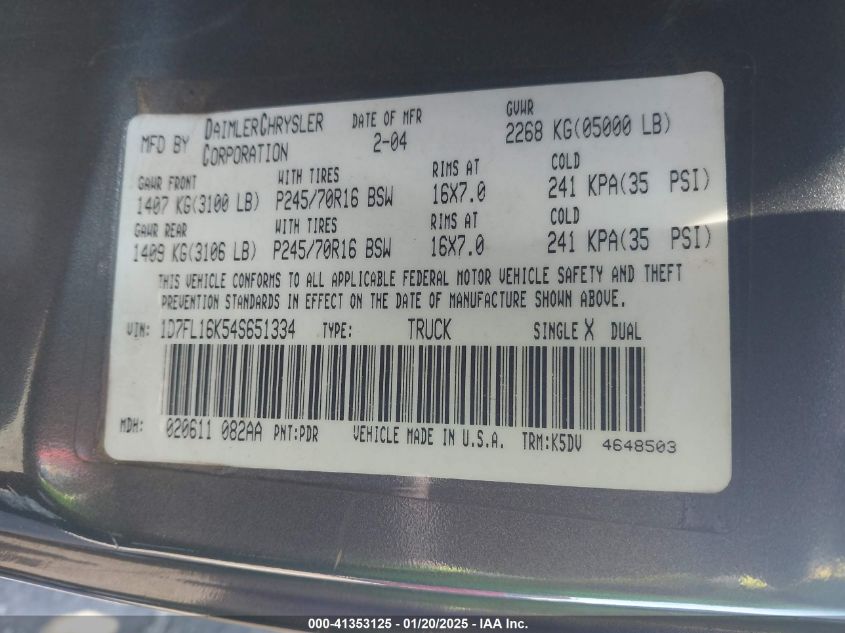 MFD BY DAIMLERCHRYSLER CORPORATION DATE OF MFR 2-04 GVWR 2268 KG(05000 LB)
GAWR FRONT WITH TIRES RIMS AT COLD
1407 KG(3100 LB) P245/70R16 BSW 16X7.0 241 KPA(35 PSI)
GAWR REAR WITH TIRES RIMS AT COLD
1409 KG(3106 LB) P245/70R16 BSW 16X7.0 241 KPA(35 PSI)
THIS VEHICLE CONFORMS TO ALL APPLICABLE FEDERAL MOTOR VEHICLE SAFETY AND THEFT
PREVENTION STANDARDS IN EFFECT ON THE DATE OF MANUFACTURE SHOWN ABOVE.
VIN: 1D7FL16K54S651334 TYPE: TRUCK SINGLE X DUAL
MDH: 020611 082AA PNT:PDR VEHICLE MADE IN U.S.A. TRM:K5DV 4648503
000-41353125 - 01/20/2025 - IAA Inc.